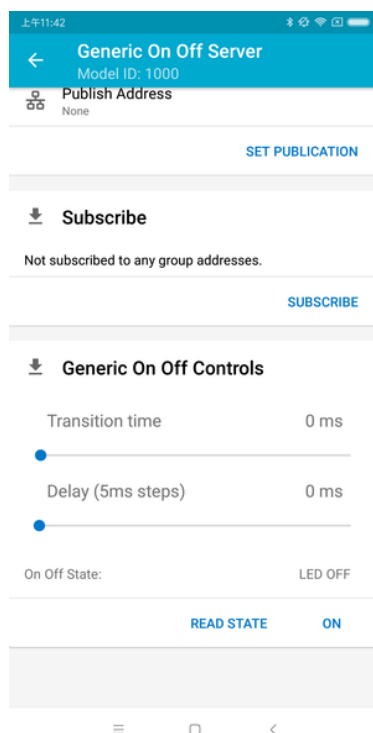 上午11:42
Generic On Off Server
Model ID: 1000
Publish Address
None
SET PUBLICATION
Subscribe
Not subscribed to any group addresses.
SUBSCRIBE
Generic On Off Controls
Transition time 0 ms
Delay (5ms steps) 0 ms
On Off State: LED OFF
READ STATE ON